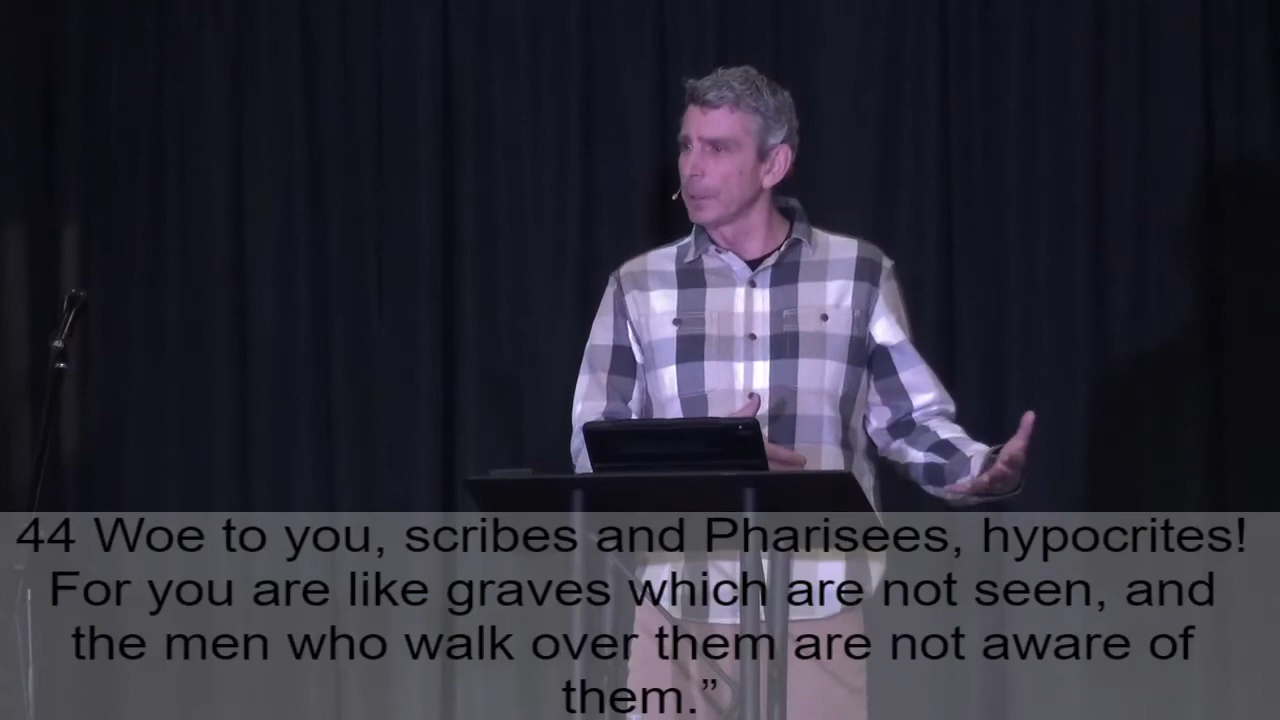 44 Woe to you, scribes and Pharisees, hypocrites!
For you are like graves which are not seen, and
the men who walk over them are not aware of
them.”